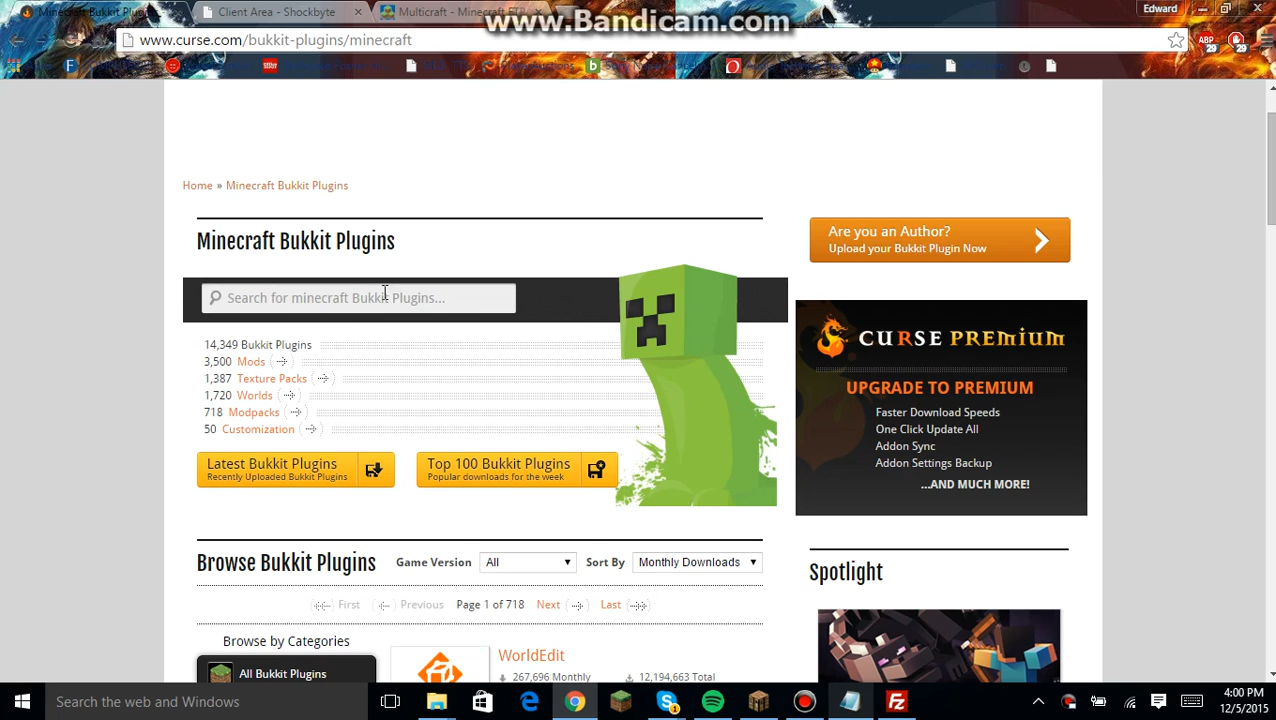 www.Bandicam.com
Minecraft Bukkit Plugins
Client Area - Shockbyte
Multicraft - Minecraft
Edward
www.curse.com/bukkit-plugins/minecraft
ABP
29
29
Home » Minecraft Bukkit Plugins
Minecraft Bukkit Plugins
Search for minecraft Bukkit Plugins...
14,349 Bukkit Plugins
3,500 Mods
1,387 Texture Packs
1,720 Worlds
718 Modpacks
50 Customization
Latest Bukkit Plugins
Recently Uploaded Bukkit Plugins
Top 100 Bukkit Plugins
Popular downloads for the week
Are you an Author?
Upload your Bukkit Plugin Now
CURSE PREMIUM
UPGRADE TO PREMIUM
Faster Download Speeds
One Click Update All
Addon Sync
Addon Settings Backup
...AND MUCH MORE!
Browse Bukkit Plugins Game Version All Sort By Monthly Downloads
First Previous Page 1 of 718 Next Last
Browse by Categories
All Bukkit Plugins
WorldEdit
267,696 Monthly 12,194,663 Total
Spotlight
Search the web and Windows
4:00 PM
12/5/2015